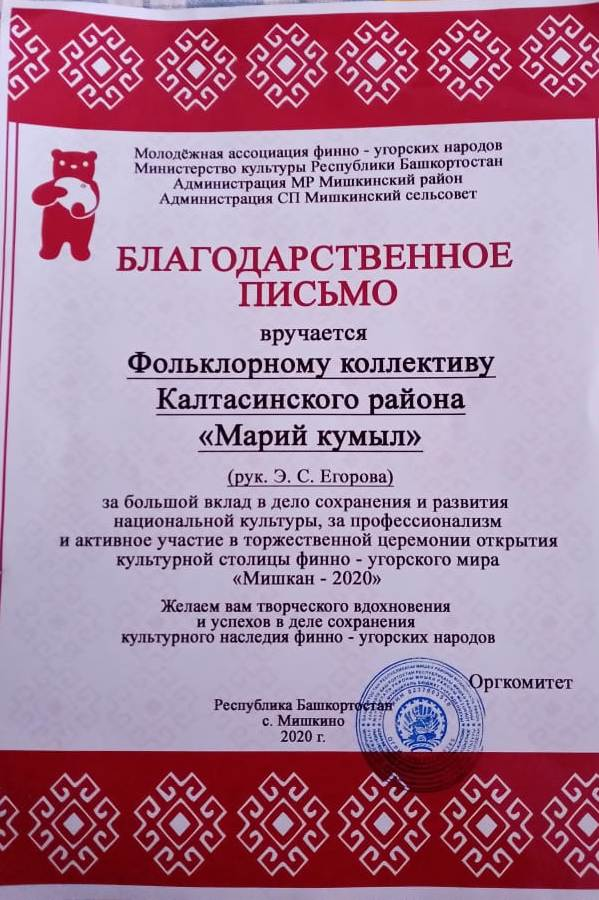 Молодёжная ассоциация финно - угорских народов
Министерство культуры Республики Башкортостан
Администрация МР Мишкинский район
Администрация СП Мишкинский сельсовет
БЛАГОДАРСТВЕННОЕ
ПИСЬМО
вручается
Фольклорному коллективу
Калтасинского района
«Марий кумыл»
(рук. Э. С. Егорова)
за большой вклад в дело сохранения и развития
национальной культуры, за профессионализм
и активное участие в торжественной церемонии открытия
культурной столицы финно - угорского мира
«Мишкан - 2020»
Желаем вам творческого вдохновения
и успехов в деле сохранения
культурного наследия финно - угорских народов
Оргкомитет
Республика Башкортостан
с. Мишкино
2020 г.